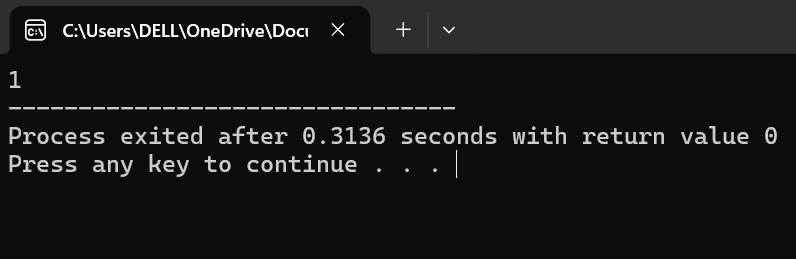 C:\Users\DELL\OneDrive\Docu
1
--------------------------------
Process exited after 0.3136 seconds with return value 0
Press any key to continue . . .